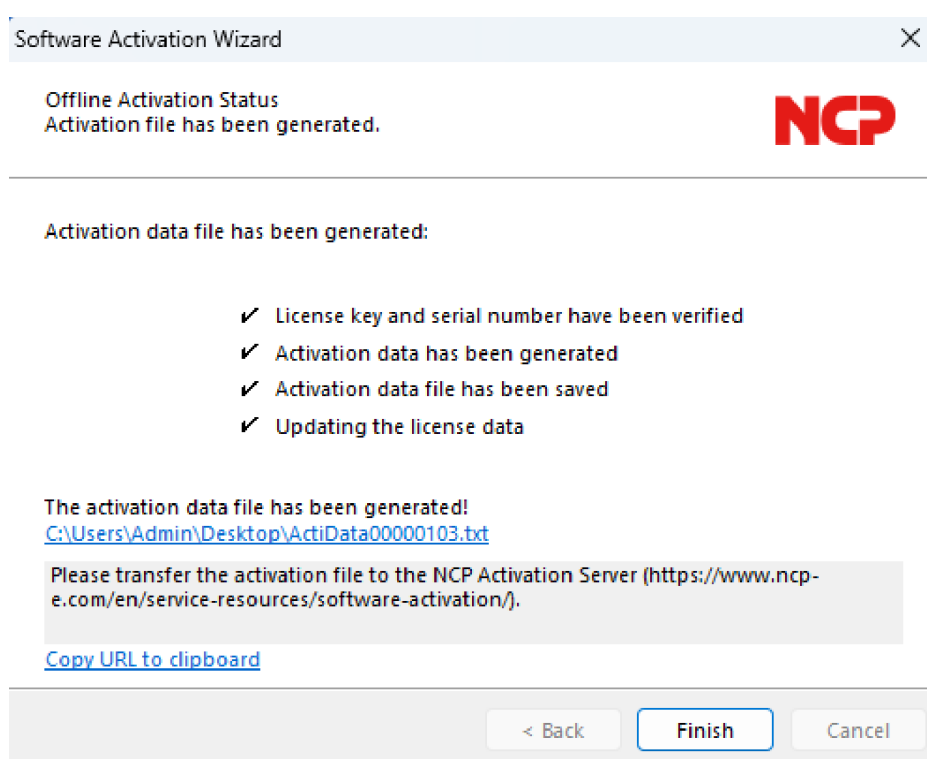 Software Activation Wizard
Offline Activation Status
Activation file has been generated.
NCP
Activation data file has been generated:
✔ License key and serial number have been verified
✔ Activation data has been generated
✔ Activation data file has been saved
✔ Updating the license data
The activation data file has been generated!
C:\Users\Admin\Desktop\ActiData00000103.txt
Please transfer the activation file to the NCP Activation Server (https://www.ncp-
e.com/en/service-resources/software-activation/).
Copy URL to clipboard
< Back Finish Cancel